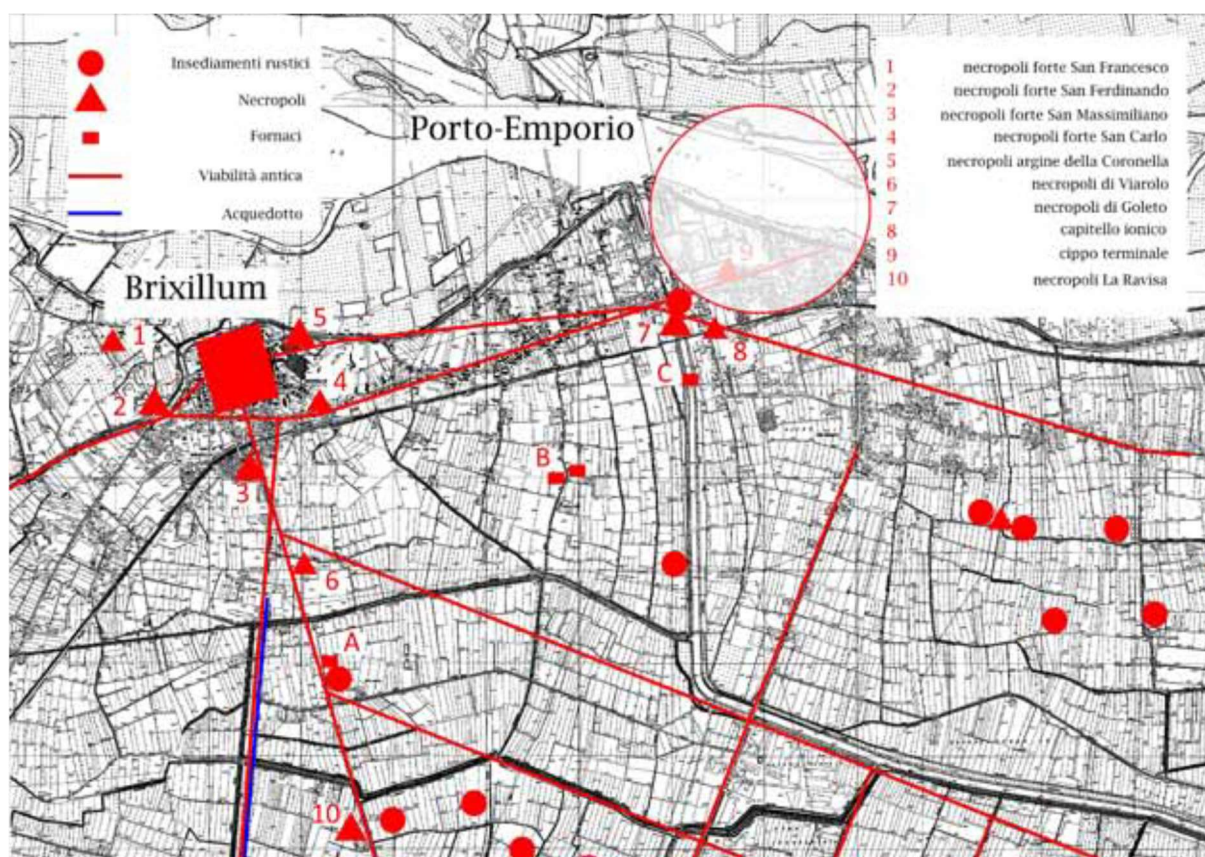 Insediamenti rustici
Necropoli
Fornaci
Viabilità antica
Acquedotto
Porto-Emporio
Brixillum
1 necropoli forte San Francesco
2 necropoli forte San Ferdinando
3 necropoli forte San Massimiliano
4 necropoli forte San Carlo
5 necropoli argine della Coronella
6 necropoli di Viarolo
7 necropoli di Goleto
8 capitello ionico
9 cippo terminale
10 necropoli La Ravisa
9
5
1
7
8
4
C
2
B
3
6
A
10